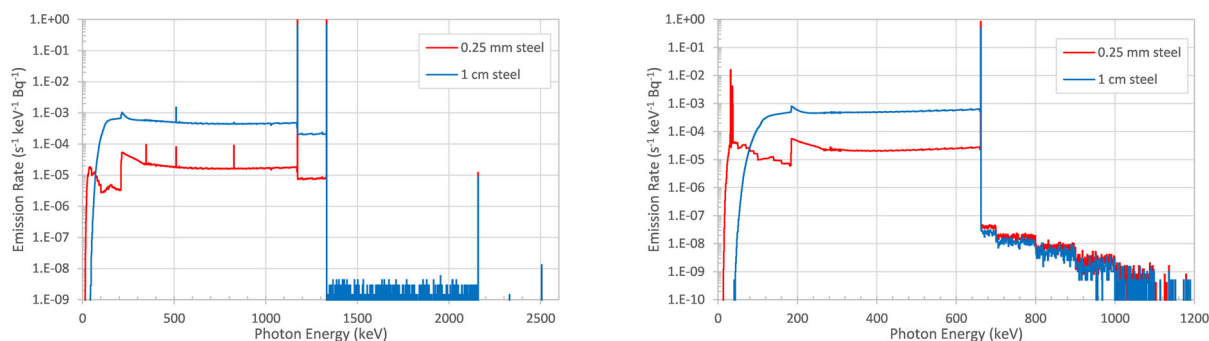 Emission Rate (s⁻¹ keV⁻¹ Bq⁻¹)
1.E+00
1.E-01
1.E-02
1.E-03
1.E-04
1.E-05
1.E-06
1.E-07
1.E-08
1.E-09
0.25 mm steel
1 cm steel
0 500 1000 1500 2000 2500
Photon Energy (keV)
Emission Rate (s⁻¹ keV⁻¹ Bq⁻¹)
1.E+00
1.E-01
1.E-02
1.E-03
1.E-04
1.E-05
1.E-06
1.E-07
1.E-08
1.E-09
1.E-10
0.25 mm steel
1 cm steel
0 200 400 600 800 1000 1200
Photon Energy (keV)